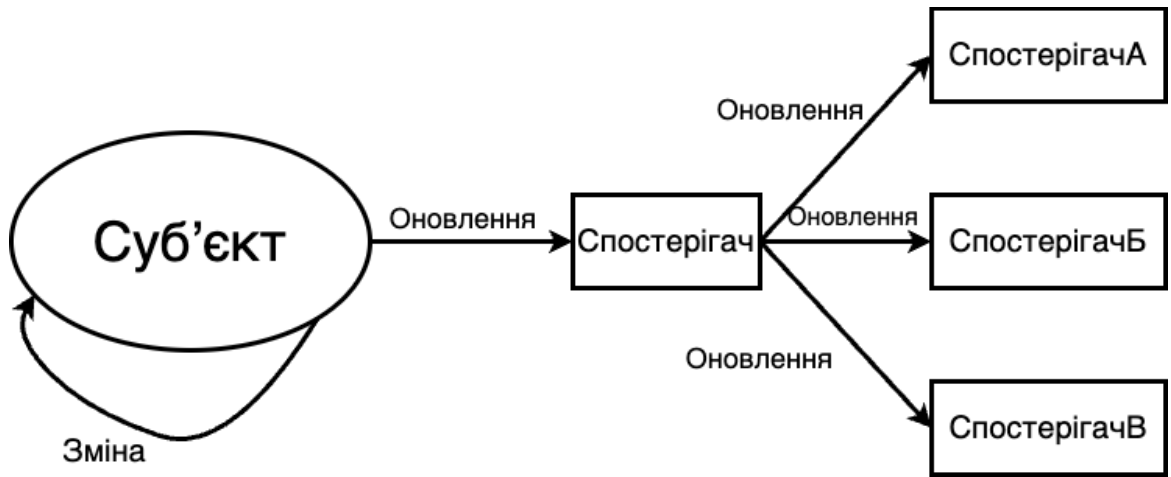 СпостерігачА
Оновлення
Суб’єкт
Оновлення
Спостерігач
Оновлення
СпостерігачБ
Оновлення
СпостерігачВ
Зміна